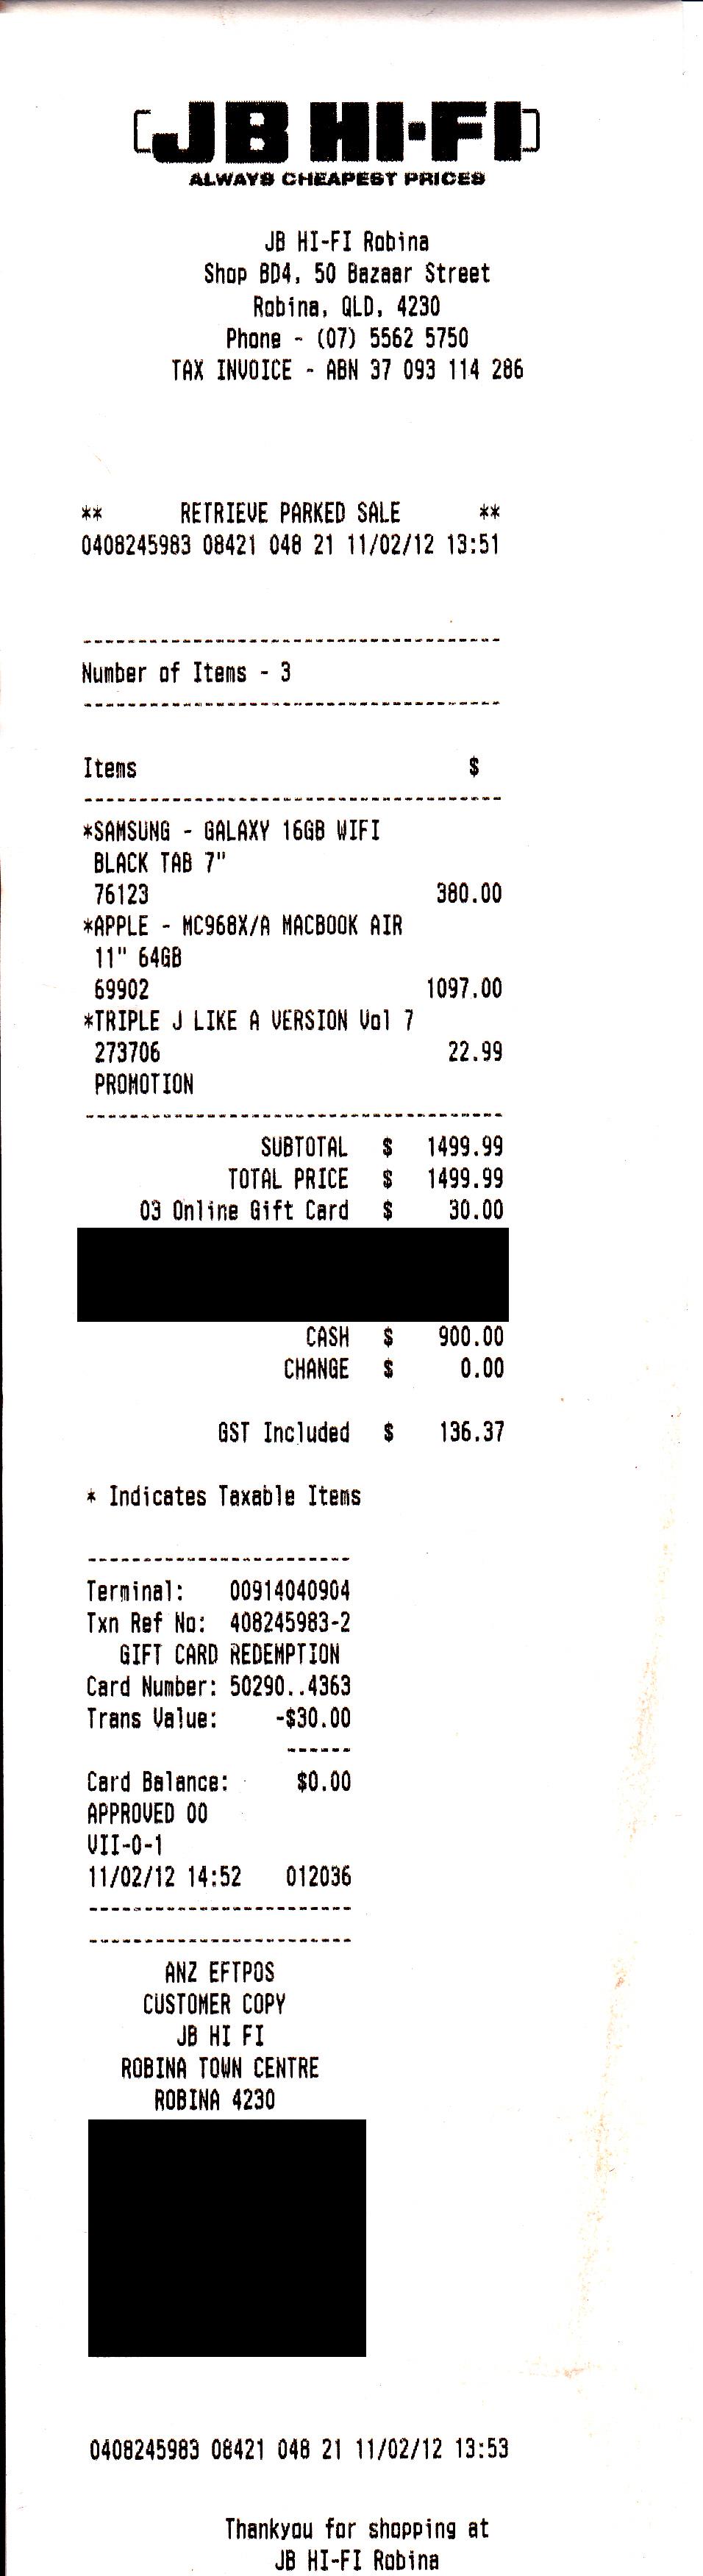 JB HI-FI
ALWAYS CHEAPEST PRICES
JB HI-FI Robina
Shop BD4, 50 Bazaar Street
Robina, QLD, 4230
Phone - (07) 5562 5750
TAX INVOICE - ABN 37 093 114 286
** RETRIEVE PARKED SALE **
0408245983 08421 048 21 11/02/12 13:51
Number of Items - 3
Items $
*SAMSUNG - GALAXY 16GB WIFI
BLACK TAB 7"
76123 380.00
*APPLE - MC968X/A MACBOOK AIR
11" 64GB
69902 1097.00
*TRIPLE J LIKE A VERSION Vol 7
273706 22.99
PROMOTION
SUBTOTAL $ 1499.99
TOTAL PRICE $ 1499.99
03 Online Gift Card $ 30.00
CASH $ 900.00
CHANGE $ 0.00
GST Included $ 136.37
* Indicates Taxable Items
Terminal: 00914040904
Txn Ref No: 408245983-2
GIFT CARD REDEMPTION
Card Number: 50290..4363
Trans Value: -$30.00
Card Balance: $0.00
APPROVED 00
VII-0-1
11/02/12 14:52 012036
ANZ EFTPOS
CUSTOMER COPY
JB HI FI
ROBINA TOWN CENTRE
ROBINA 4230
0408245983 08421 048 21 11/02/12 13:53
Thankyou for shopping at
JB HI-FI Robina